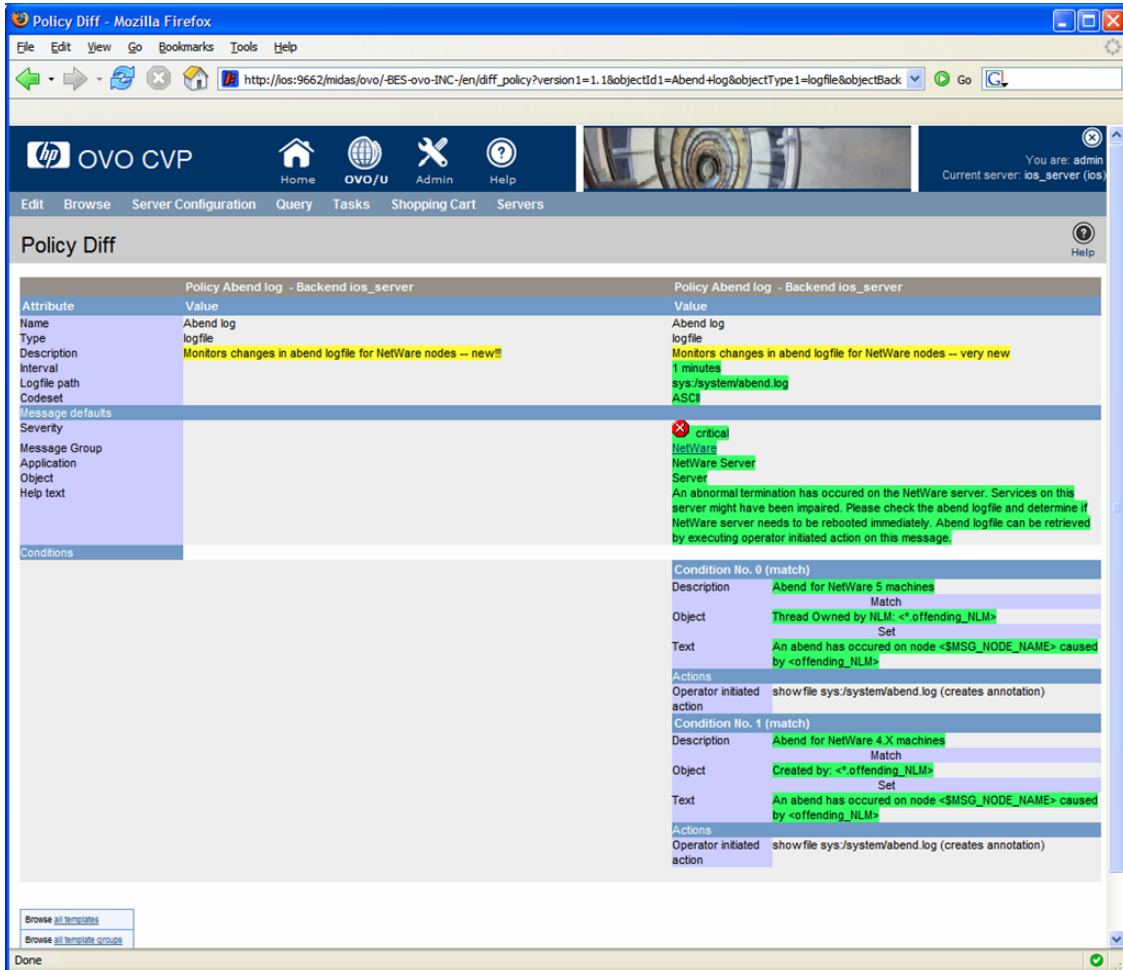 Policy Diff - Mozilla Firefox
File Edit View Go Bookmarks Tools Help
http://ios:9662/midas/ovo/-BES-ovo-INC-/en/diff_policy?version1=1.1&objectId1=Abend+log&objectType1=logfile&objectBack Go G
hp OVO CVP Home OVO/U Admin Help
You are: admin
Current server: ios_server (ios)
Edit Browse Server Configuration Query Tasks Shopping Cart Servers
Policy Diff
Help
Policy Abend log - Backend ios_server Policy Abend log - Backend ios_server
Attribute Value Value
Name Abend log Abend log
Type logfile logfile
Description Monitors changes in abend logfile for NetWare nodes -- new!!! Monitors changes in abend logfile for NetWare nodes -- very new
Interval 1 minutes
Logfile path sys:/system/abend.log
Codeset ASCII
Message defaults
Severity critical
Message Group NetWare
Application NetWare Server
Object Server
Help text An abnormal termination has occured on the NetWare server. Services on this
server might have been impaired. Please check the abend logfile and determine if
NetWare server needs to be rebooted immediately. Abend logfile can be retrieved
by executing operator initiated action on this message.
Conditions
Condition No. 0 (match)
Description Abend for NetWare 5 machines
Match
Object Thread Owned by NLM: <*.offending_NLM>
Set
Text An abend has occured on node <$MSG_NODE_NAME> caused
by <offending_NLM>
Actions
Operator initiated show file sys:/system/abend.log (creates annotation)
action
Condition No. 1 (match)
Description Abend for NetWare 4.X machines
Match
Object Created by: <*.offending_NLM>
Set
Text An abend has occured on node <$MSG_NODE_NAME> caused
by <offending_NLM>
Actions
Operator initiated show file sys:/system/abend.log (creates annotation)
action
Browse all templates
Browse all template groups
Done